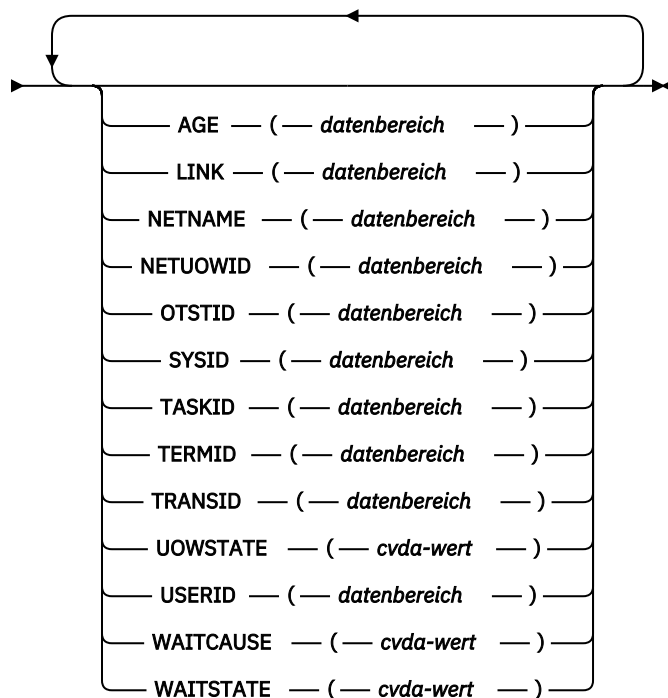 AGE ( datenbereich )
LINK ( datenbereich )
NETNAME ( datenbereich )
NETUOWID ( datenbereich )
OTSTID ( datenbereich )
SYSID ( datenbereich )
TASKID ( datenbereich )
TERMID ( datenbereich )
TRANSID ( datenbereich )
UOWSTATE ( cvda-wert )
USERID ( datenbereich )
WAITCAUSE ( cvda-wert )
WAITSTATE ( cvda-wert )